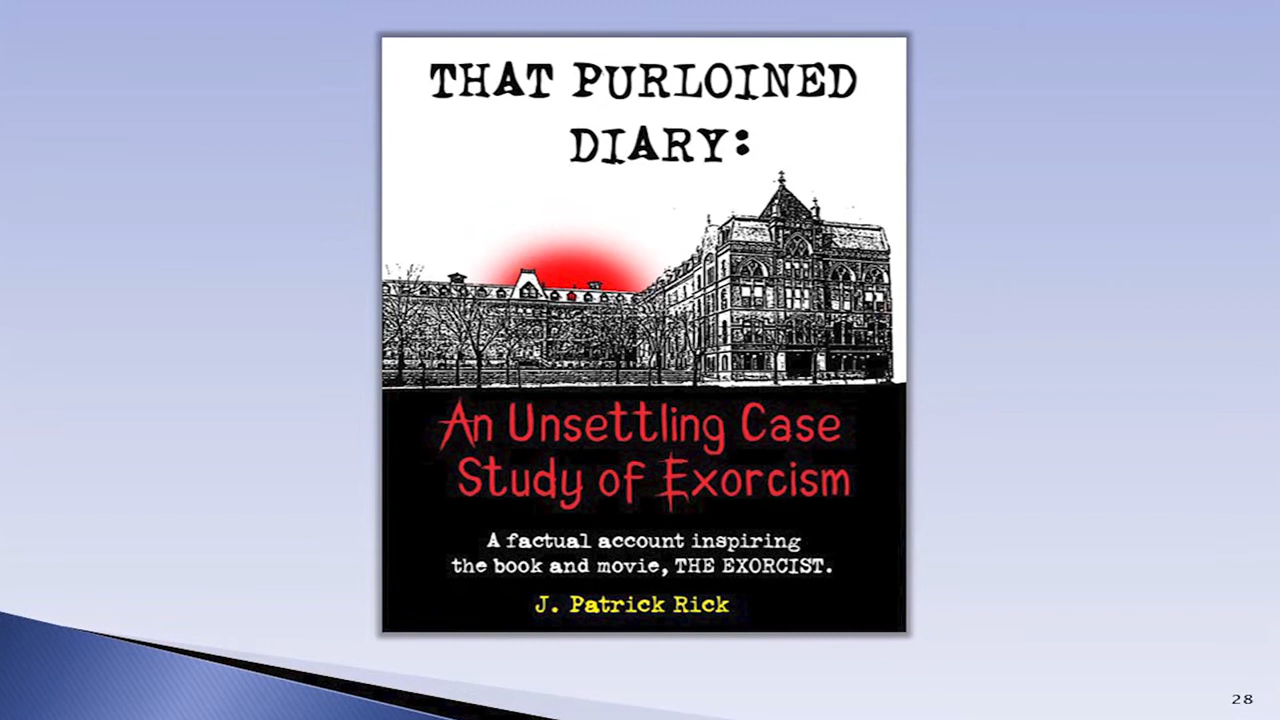 THAT PURLOINED
DIARY:
An Unsettling Case
Study of Exorcism
A factual account inspiring
the book and movie, THE EXORCIST.
J. Patrick Rick
28